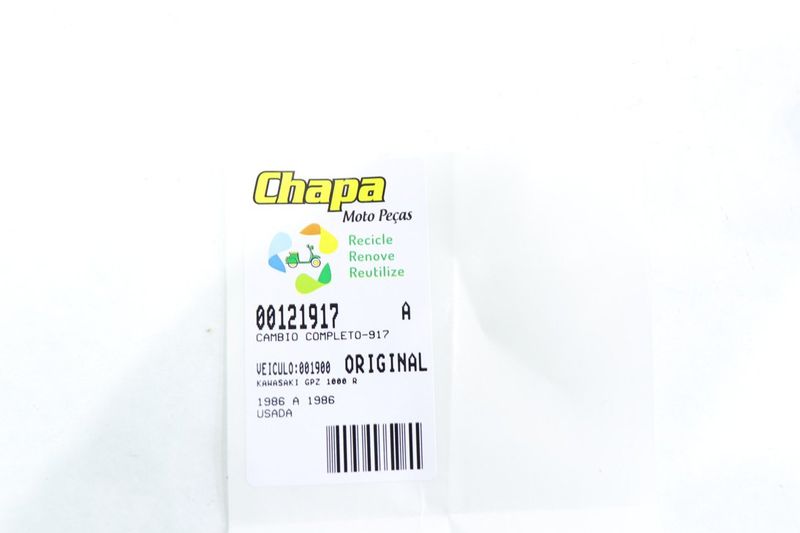 Chapa
Moto Peças
Recicle
Renove
Reutilize
00121917 A
CAMBIO COMPLETO-917
VEICULO:001900 ORIGINAL
KAWASAKI GPZ 1000 R
1986 A 1986
USADA